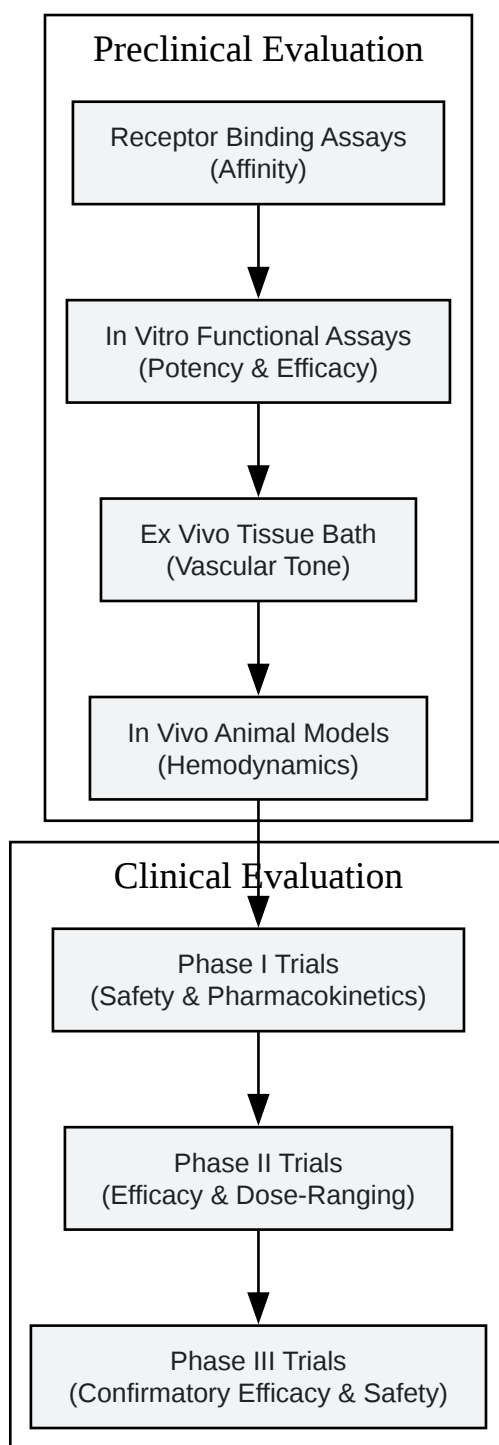 Preclinical Evaluation
Receptor Binding Assays
(Affinity)
In Vitro Functional Assays
(Potency & Efficacy)
Ex Vivo Tissue Bath
(Vascular Tone)
In Vivo Animal Models
(Hemodynamics)
Clinical Evaluation
Phase I Trials
(Safety & Pharmacokinetics)
Phase II Trials
(Efficacy & Dose-Ranging)
Phase III Trials
(Confirmatory Efficacy & Safety)